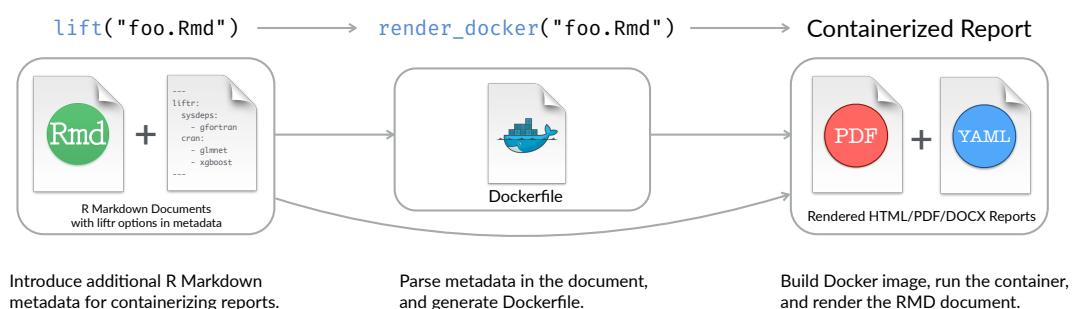 lift("foo.Rmd")
render_docker("foo.Rmd")
Containerized Report
Rmd
+
---
liftr:
  sysdeps:
    - gfortran
  cran:
    - glmnet
    - xgboost
---
R Markdown Documents
with liftr options in metadata
Dockerfile
PDF
+
YAML
Rendered HTML/PDF/DOCX Reports
Introduce additional R Markdown
metadata for containerizing reports.
Parse metadata in the document,
and generate Dockerfile.
Build Docker image, run the container,
and render the RMD document.